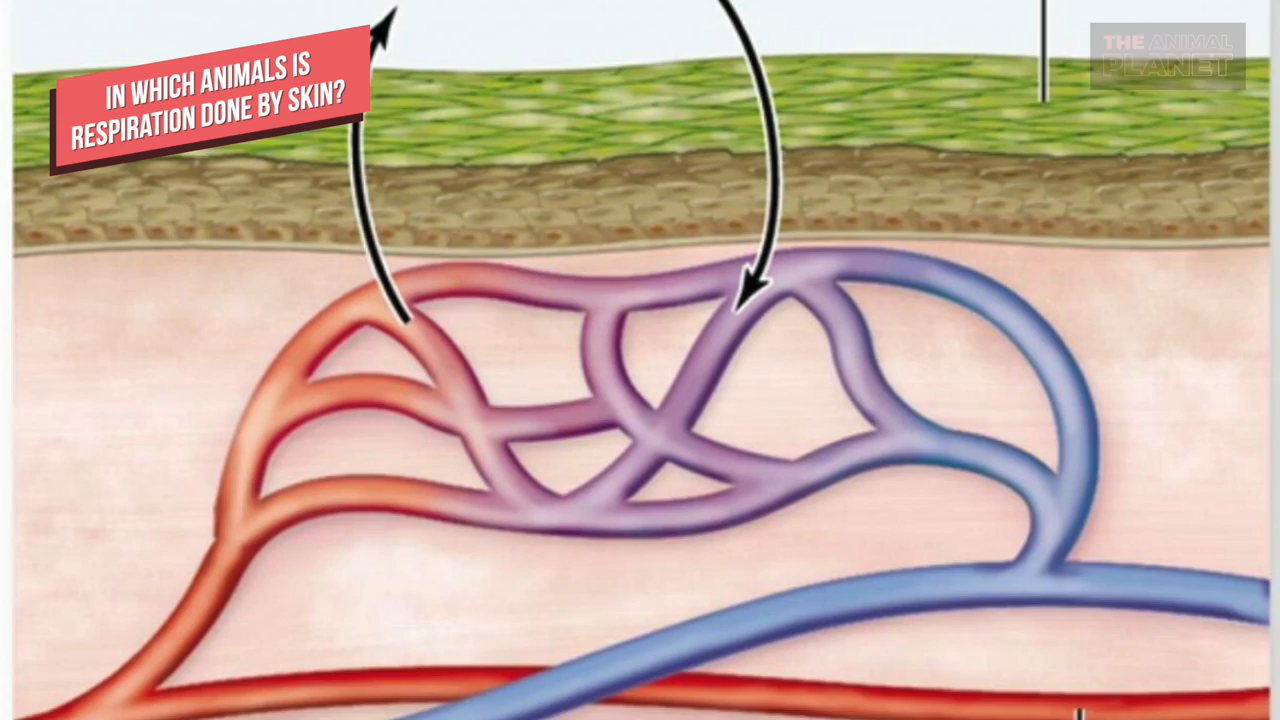 IN WHICH ANIMALS IS
RESPIRATION DONE BY SKIN?
THE ANIMAL
PLANET